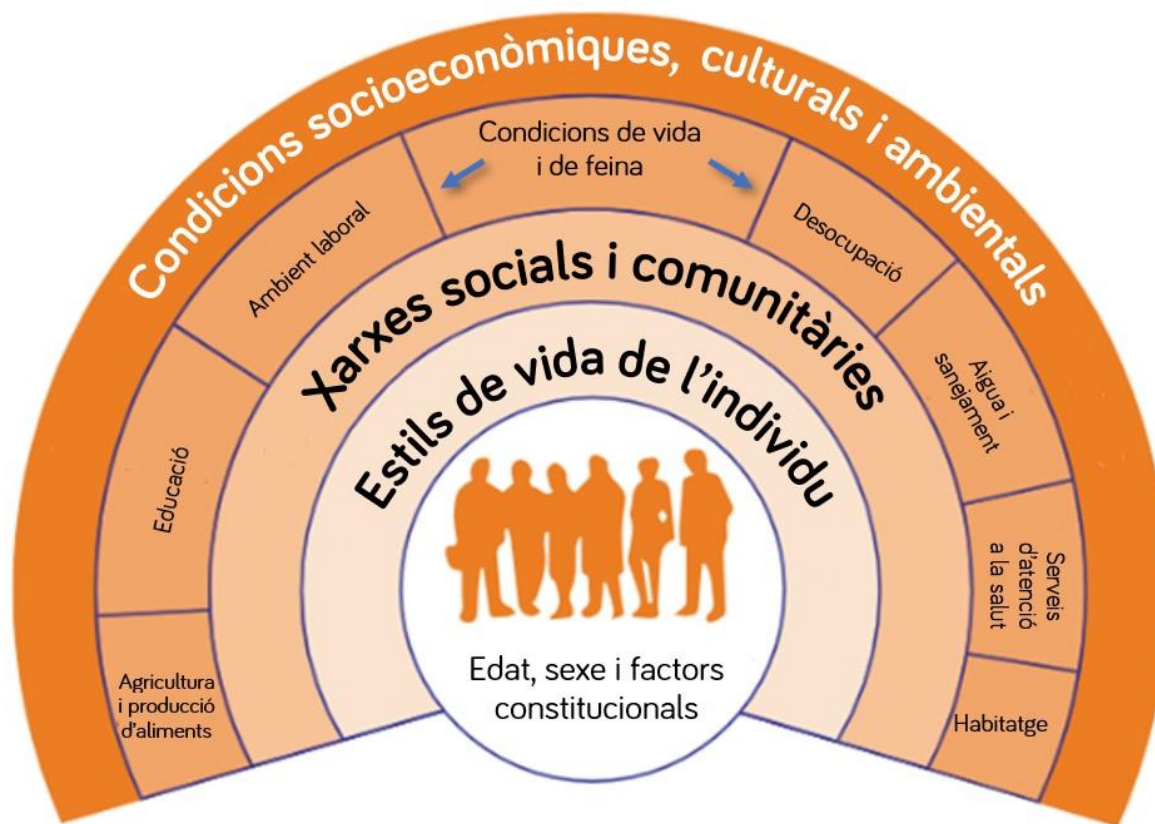 Condicions socioeconòmiques, culturals i ambientals
Condicions de vida
i de feina
Ambient laboral
Desocupació
Educació
Aigua i
sanejament
Agricultura
i producció
d'aliments
Serveis
d'atenció
a la salut
Habitatge
Xarxes socials i comunitàries
Estils de vida de l'individu
Edat, sexe i factors
constitucionals